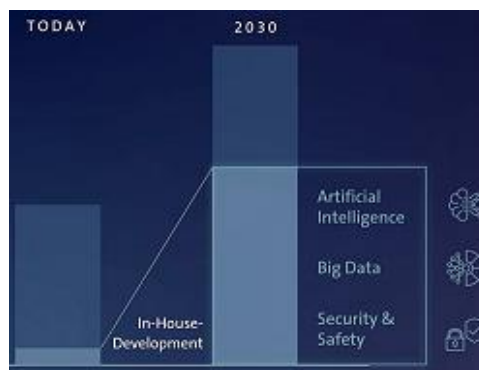 TODAY
2030
Artificial
Intelligence
Big Data
Security &
Safety
In-House-
Development